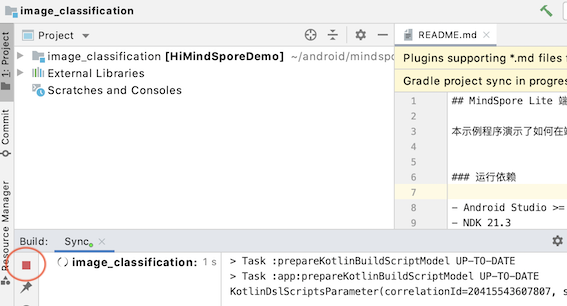 image_classification
Project
README.md
1: Project
image_classification [HiMindSporeDemo] ~/android/mindspo
External Libraries
Scratches and Consoles
Commit
Resource Manager
Plugins supporting *.md files f
Gradle project sync in progres
1 ## MindSpore Lite 端
2
3 本示例程序演示了如何在端
4
5
6 ### 运行依赖
7
8 - Android Studio >=
9 - NDK 21.3
Build: Sync
image_classification: 1 s
> Task :prepareKotlinBuildScriptModel UP-TO-DATE
> Task :app:prepareKotlinBuildScriptModel UP-TO-DATE
KotlinDslScriptsParameter(correlationId=20415543607807, s